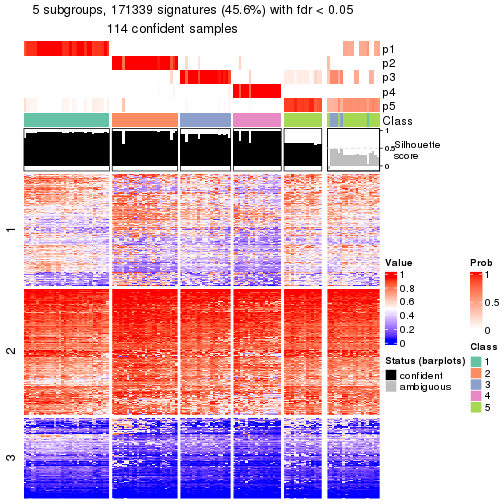 5 subgroups, 171339 signatures (45.6%) with fdr < 0.05
114 confident samples
p1
p2
p3
p4
p5
Class
1
0.5
0
Silhouette
score
1
2
3
Value
1
0.8
0.6
0.4
0.2
0
Status (barplots)
confident
ambiguous
Prob
1
0.5
0
Class
1
2
3
4
5